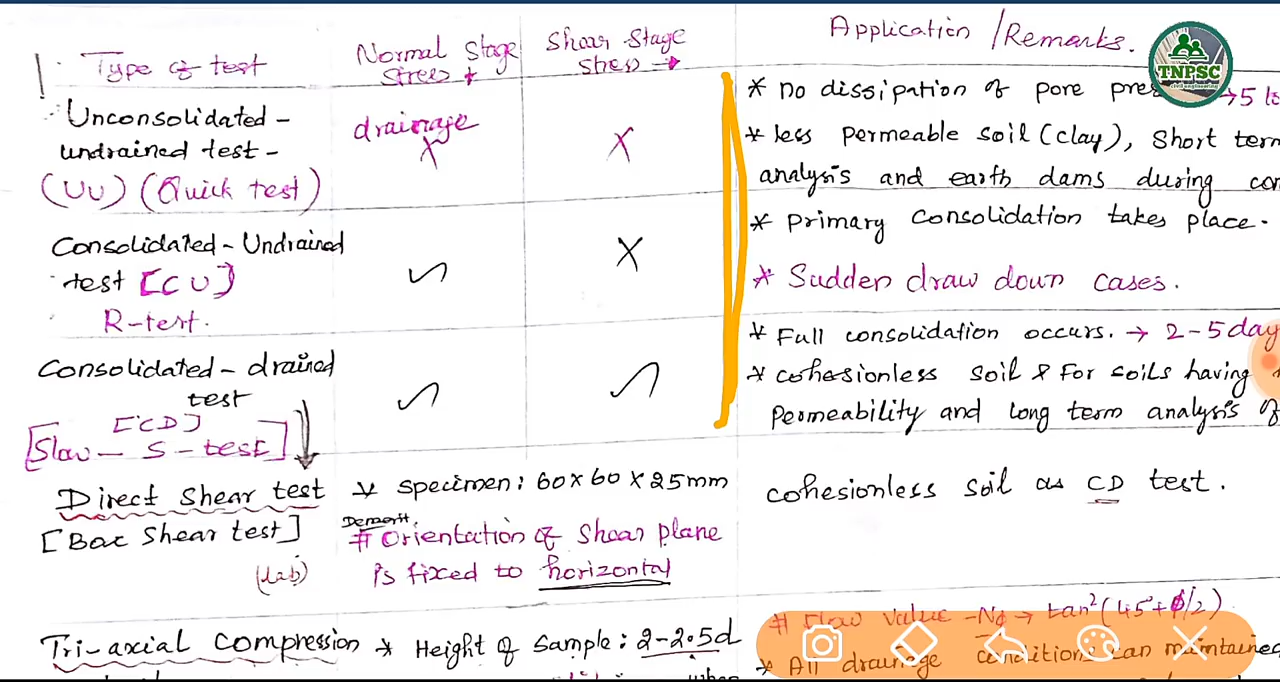 Type of test
Normal Stage
Stress ↓
Shear Stage
Stress →
Application /Remarks.
TNPSC
Unconsolidated -
undrained test -
(UU) (Quick test)
drainage
X
X
* no dissipation of pore pre
→ 5
* less permeable soil (clay), Short term
analysis and earth dams during con
Consolidated - Undrained
test [CU]
R-test.
X
* primary consolidation takes place.
* Sudden draw down cases.
Consolidated - drained
test
[CD]
[Slow - S - test]
* Full consolidation occurs. → 2-5 day
* cohesionless soil & For soils having
Permeability and long term analysis of
Direct Shear test
[Box Shear test]
(Lab)
* specimen: 60 x 60 x 25mm
Demerit
# Orientation of shear plane
is fixed to horizontal
cohesionless soil as CD test.
Tri-axial Compression
* Height of sample: 2-2.5d
# Flow value - Nφ → tan²(45+φ/2)
* All drainage conditions can maintained